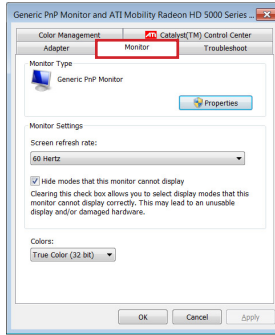 Generic PnP Monitor and ATI Mobility Radeon HD 5000 Series ...
Color Management
ATI Catalyst(TM) Control Center
Adapter
Monitor
Troubleshoot
Monitor Type
Generic PnP Monitor
Properties
Monitor Settings
Screen refresh rate:
60 Hertz
Hide modes that this monitor cannot display
Clearing this check box allows you to select display modes that this
monitor cannot display correctly. This may lead to an unusable
display and/or damaged hardware.
Colors:
True Color (32 bit)
OK
Cancel
Apply